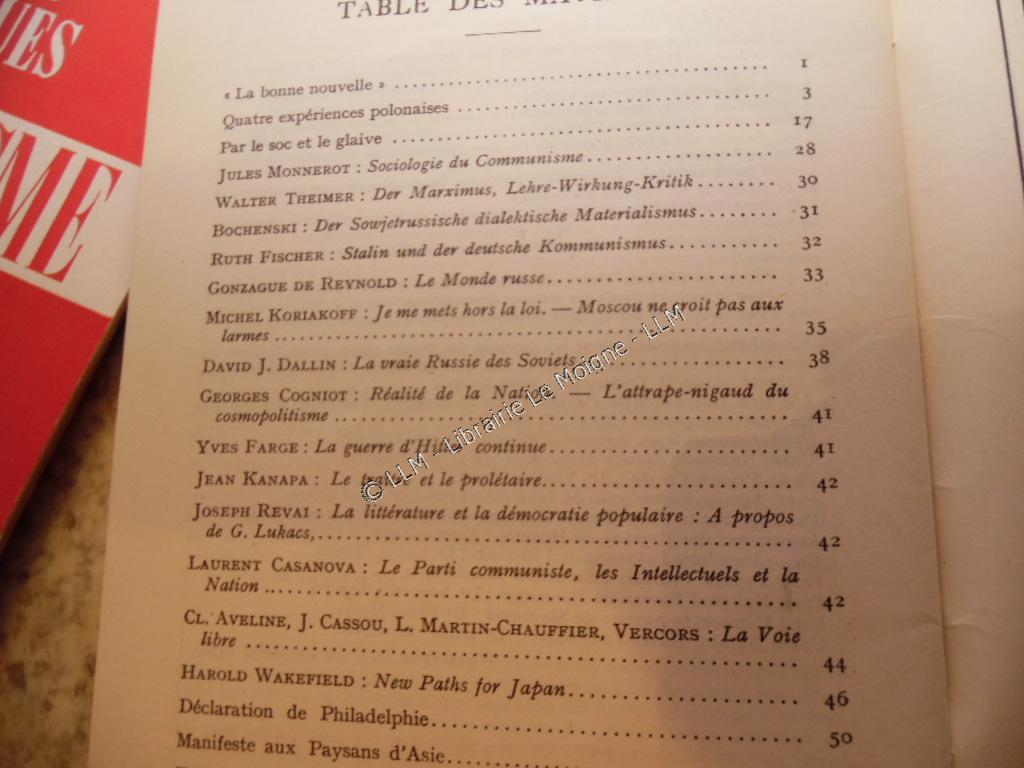 UES
TABLE DES
« La bonne nouvelle » ........ 1
Quatre expériences polonaises ........ 3
Par le soc et le glaive ........ 17
JULES MONNEROT : Sociologie du Communisme ........ 28
WALTER THEIMER : Der Marximus, Lehre-Wirkung-Kritik ........ 30
BOCHENSKI : Der Sowjetrussische dialektische Materialismus ........ 31
RUTH FISCHER : Stalin und der deutsche Kommunismus ........ 32
GONZAGUE DE REYNOLD : Le Monde russe ........ 33
MICHEL KORIAKOFF : Je me mets hors la loi. — Moscou ne croit pas aux
larmes ........ 35
DAVID J. DALLIN : La vraie Russie des Soviets ........ 38
GEORGES COGNIOT : Réalité de la Nation — L'attrape-nigaud du
cosmopolitisme ........ 41
YVES FARGE : La guerre d'Hitler continue ........ 41
JEAN KANAPA : Le traître et le prolétaire ........ 42
JOSEPH REVAI : La littérature et la démocratie populaire : A propos
de G. Lukacs, ........ 42
LAURENT CASANOVA : Le Parti communiste, les Intellectuels et la
Nation ........ 42
CL. AVELINE, J. CASSOU, L. MARTIN-CHAUFFIER, VERCORS : La Voie
libre ........ 44
HAROLD WAKEFIELD : New Paths for Japan ........ 46
Déclaration de Philadelphie ........ 50
Manifeste aux Paysans d'Asie ........
© LLM - Librairie Le Moigne - LLM